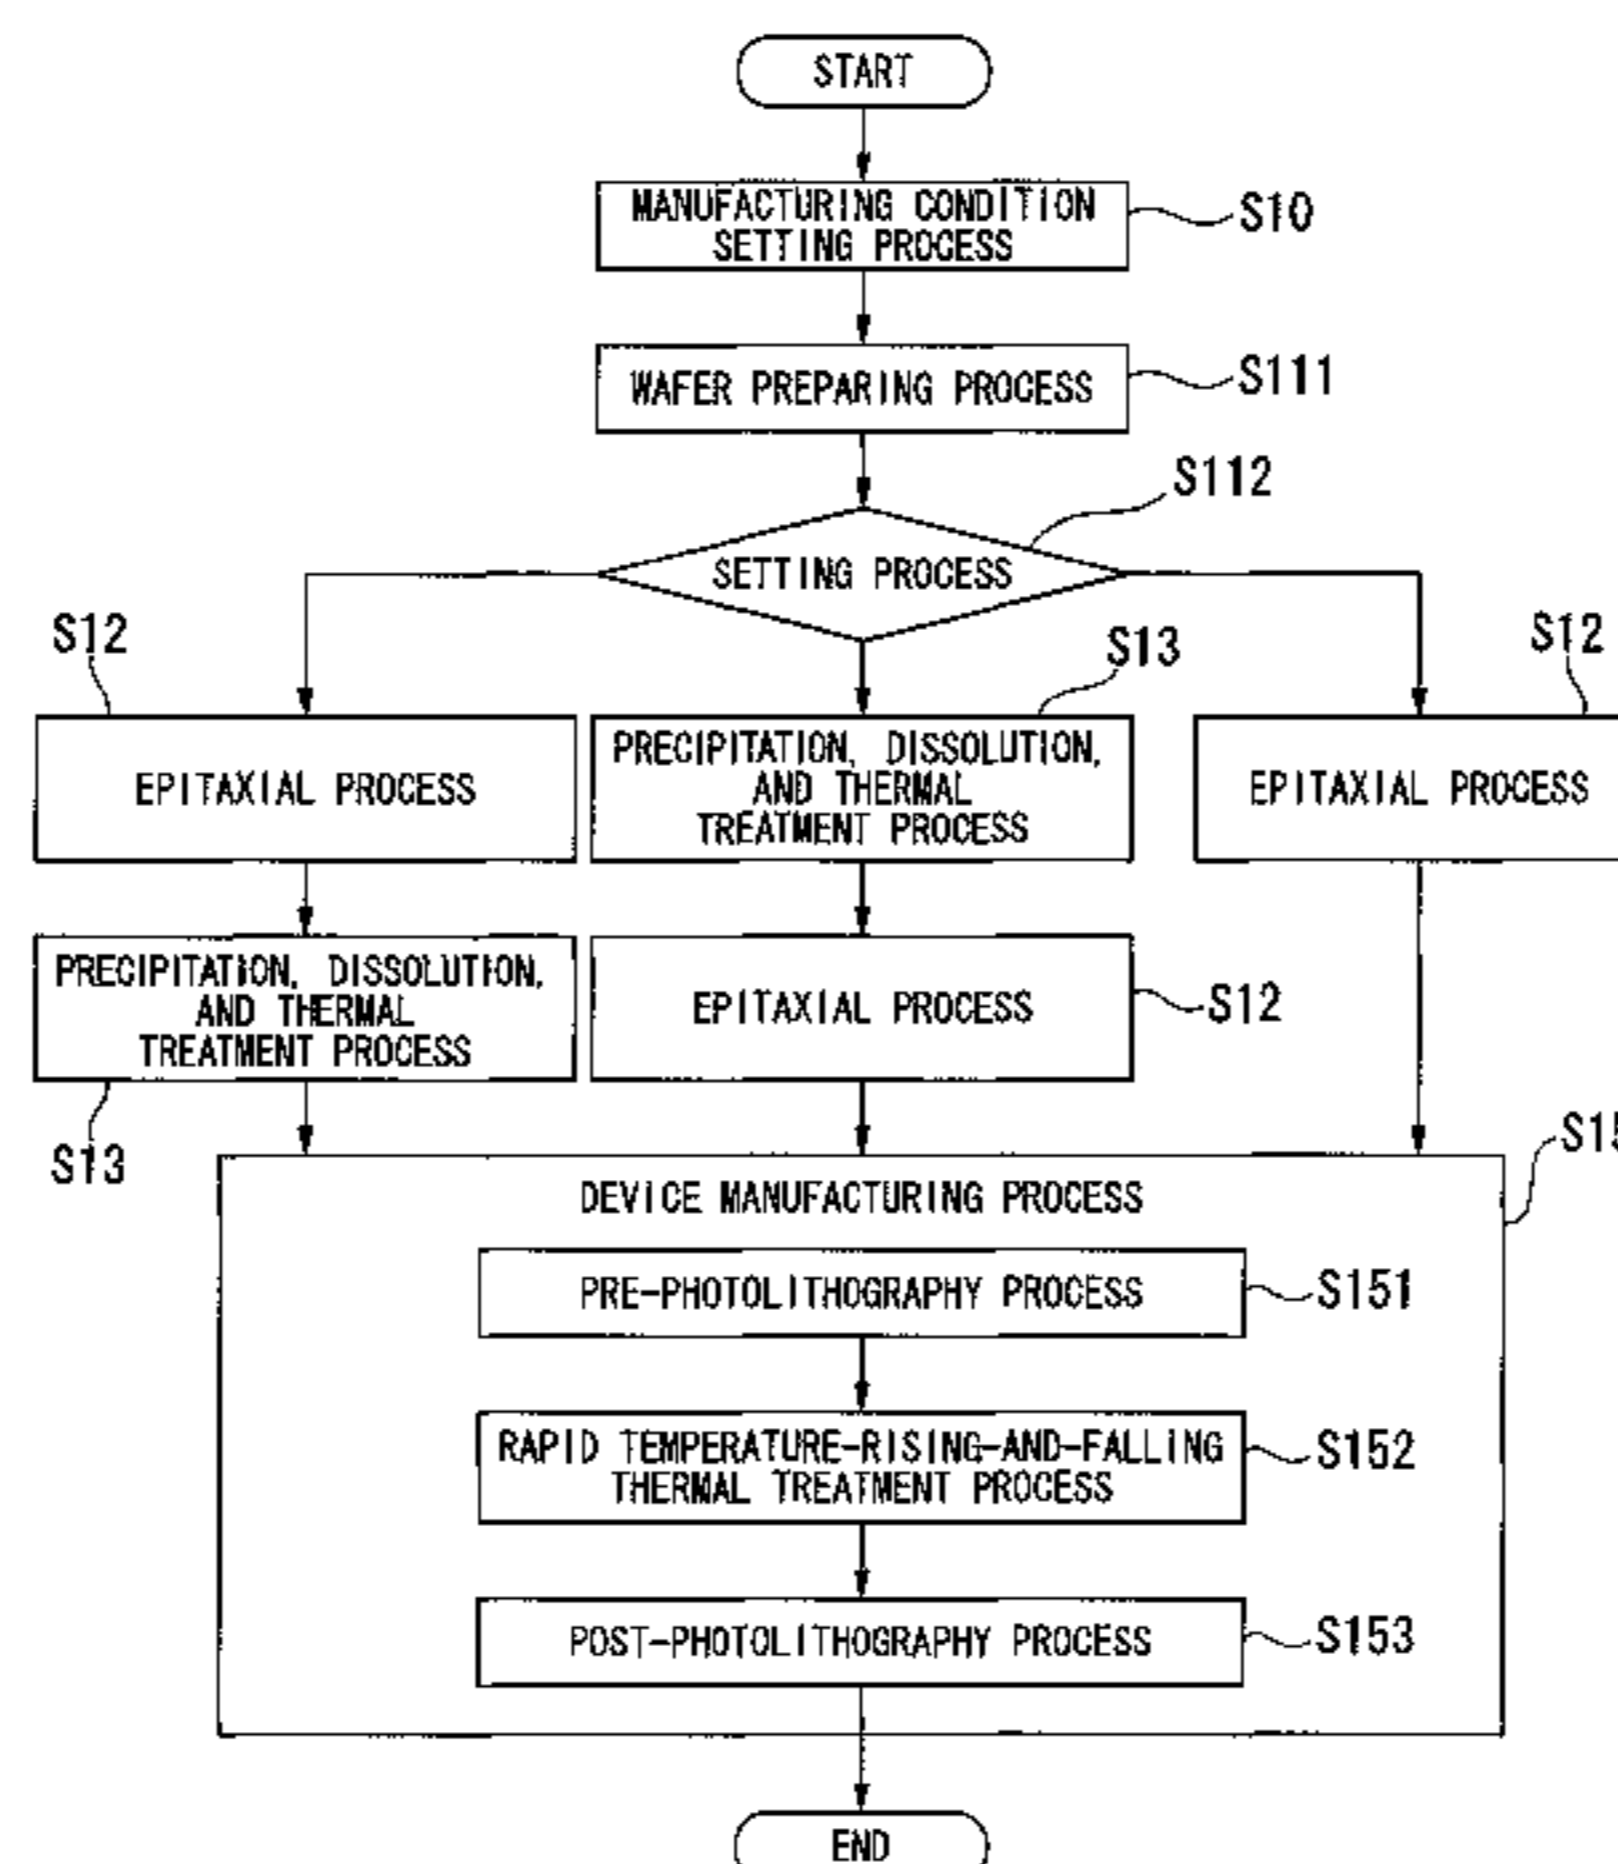 START
MANUFACTURING CONDITION
SETTING PROCESS
S10
WAFER PREPARING PROCESS
S111
S112
SETTING PROCESS
S12
S13
S12
EPITAXIAL PROCESS
PRECIPITATION, DISSOLUTION,
AND THERMAL
TREATMENT PROCESS
EPITAXIAL PROCESS
PRECIPITATION, DISSOLUTION,
AND THERMAL
TREATMENT PROCESS
EPITAXIAL PROCESS
S12
S13
S15
DEVICE MANUFACTURING PROCESS
PRE-PHOTOLITHOGRAPHY PROCESS
S151
RAPID TEMPERATURE-RISING-AND-FALLING
THERMAL TREATMENT PROCESS
S152
POST-PHOTOLITHOGRAPHY PROCESS
S153
END